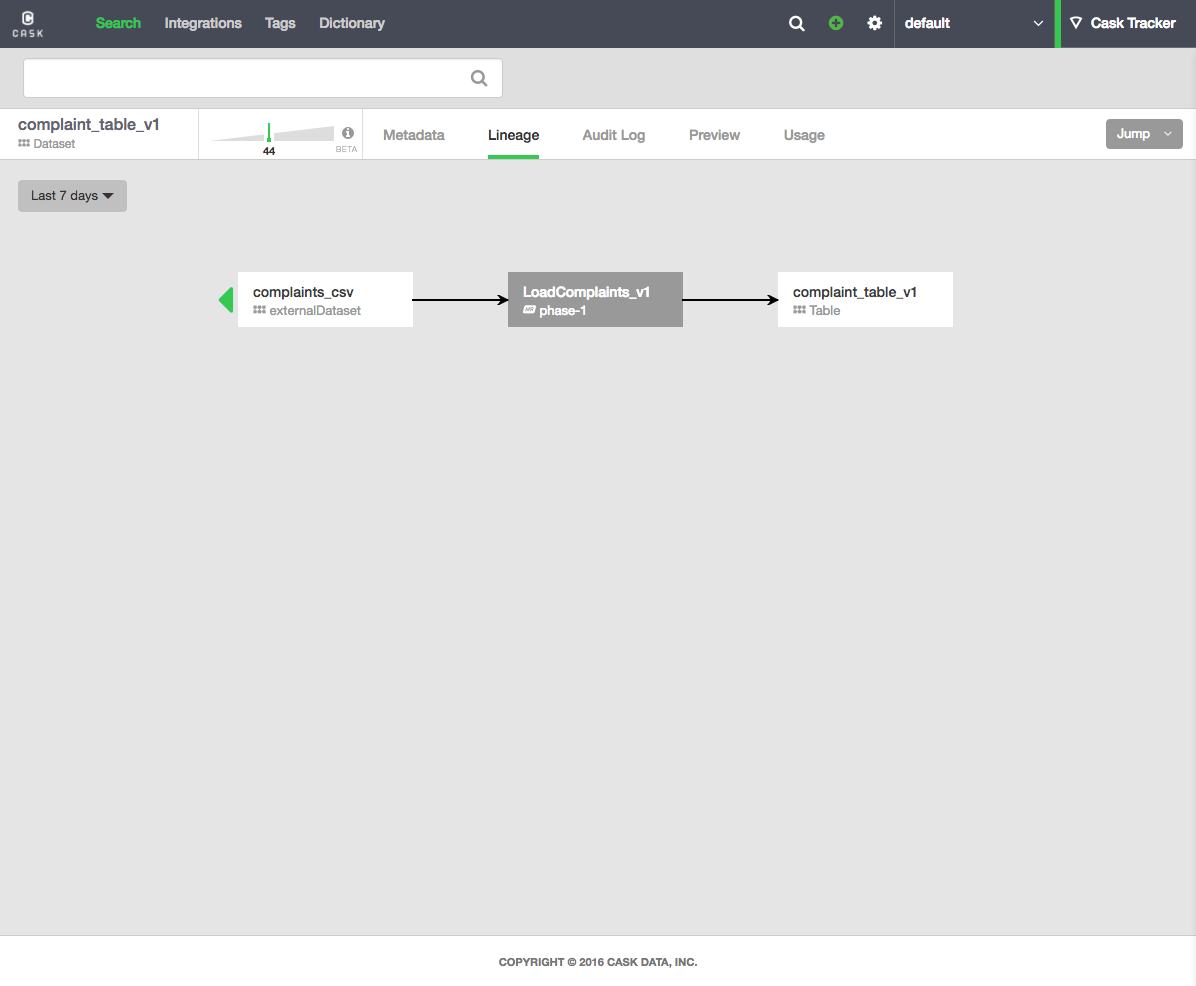 CASK
Search Integrations Tags Dictionary default Cask Tracker
complaint_table_v1
Dataset
44
BETA
Metadata Lineage Audit Log Preview Usage Jump
Last 7 days
complaints_csv
externalDataset
LoadComplaints_v1
MR phase-1
complaint_table_v1
Table
COPYRIGHT © 2016 CASK DATA, INC.